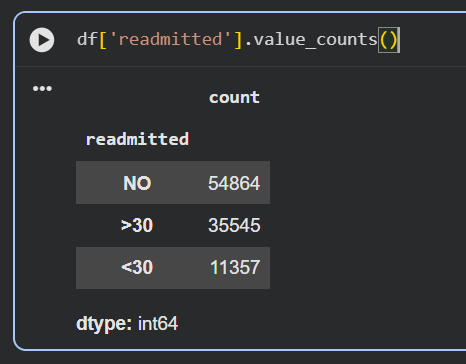 df['readmitted'].value_counts()
count
readmitted
NO 54864
>30 35545
<30 11357
dtype: int64